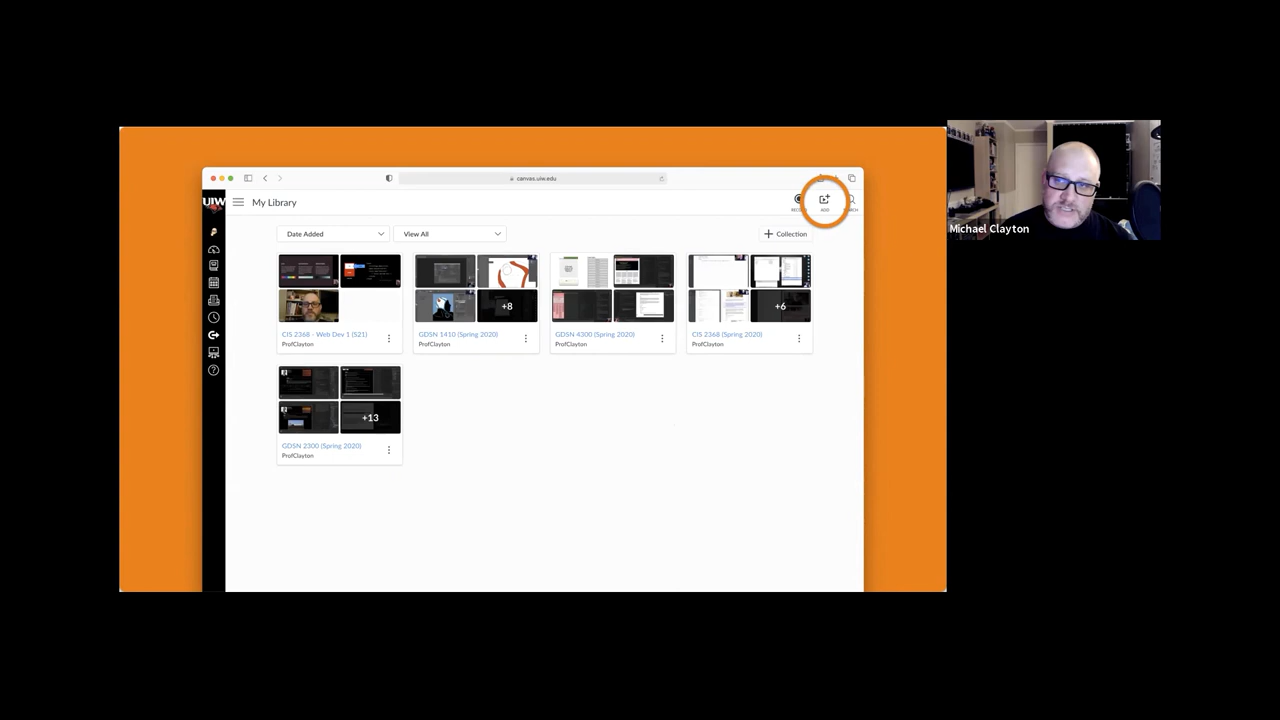 canvas.uiw.edu
UIW
My Library
ADD
Date Added
View All
Collection
+8
+6
CIS 2368 - Web Dev 1 (S21)
ProfClayton
GDSN 1410 (Spring 2020)
ProfClayton
GDSN 4300 (Spring 2020)
ProfClayton
CIS 2368 (Spring 2020)
ProfClayton
+13
GDSN 2300 (Spring 2020)
ProfClayton
Michael Clayton